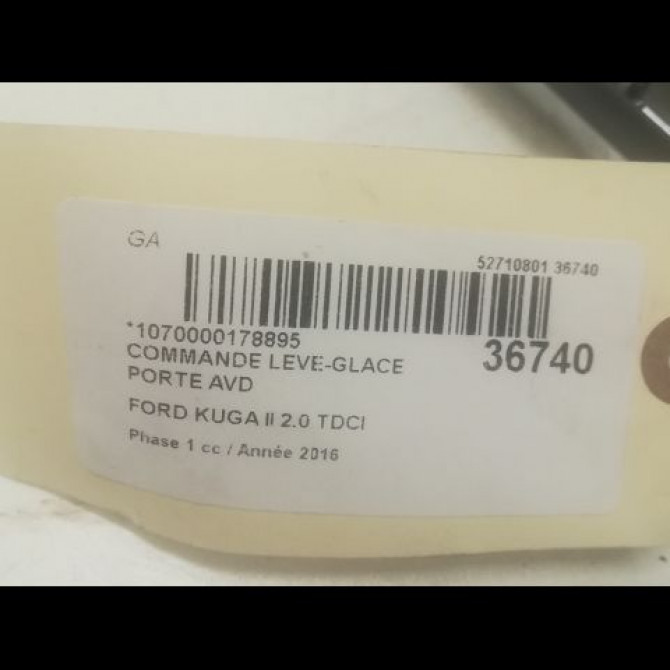 GA
52710801 36740
*1070000178895
36740
COMMANDE LEVE-GLACE
PORTE AVD
FORD KUGA II 2.0 TDCI
Phase 1 cc / Année 2016